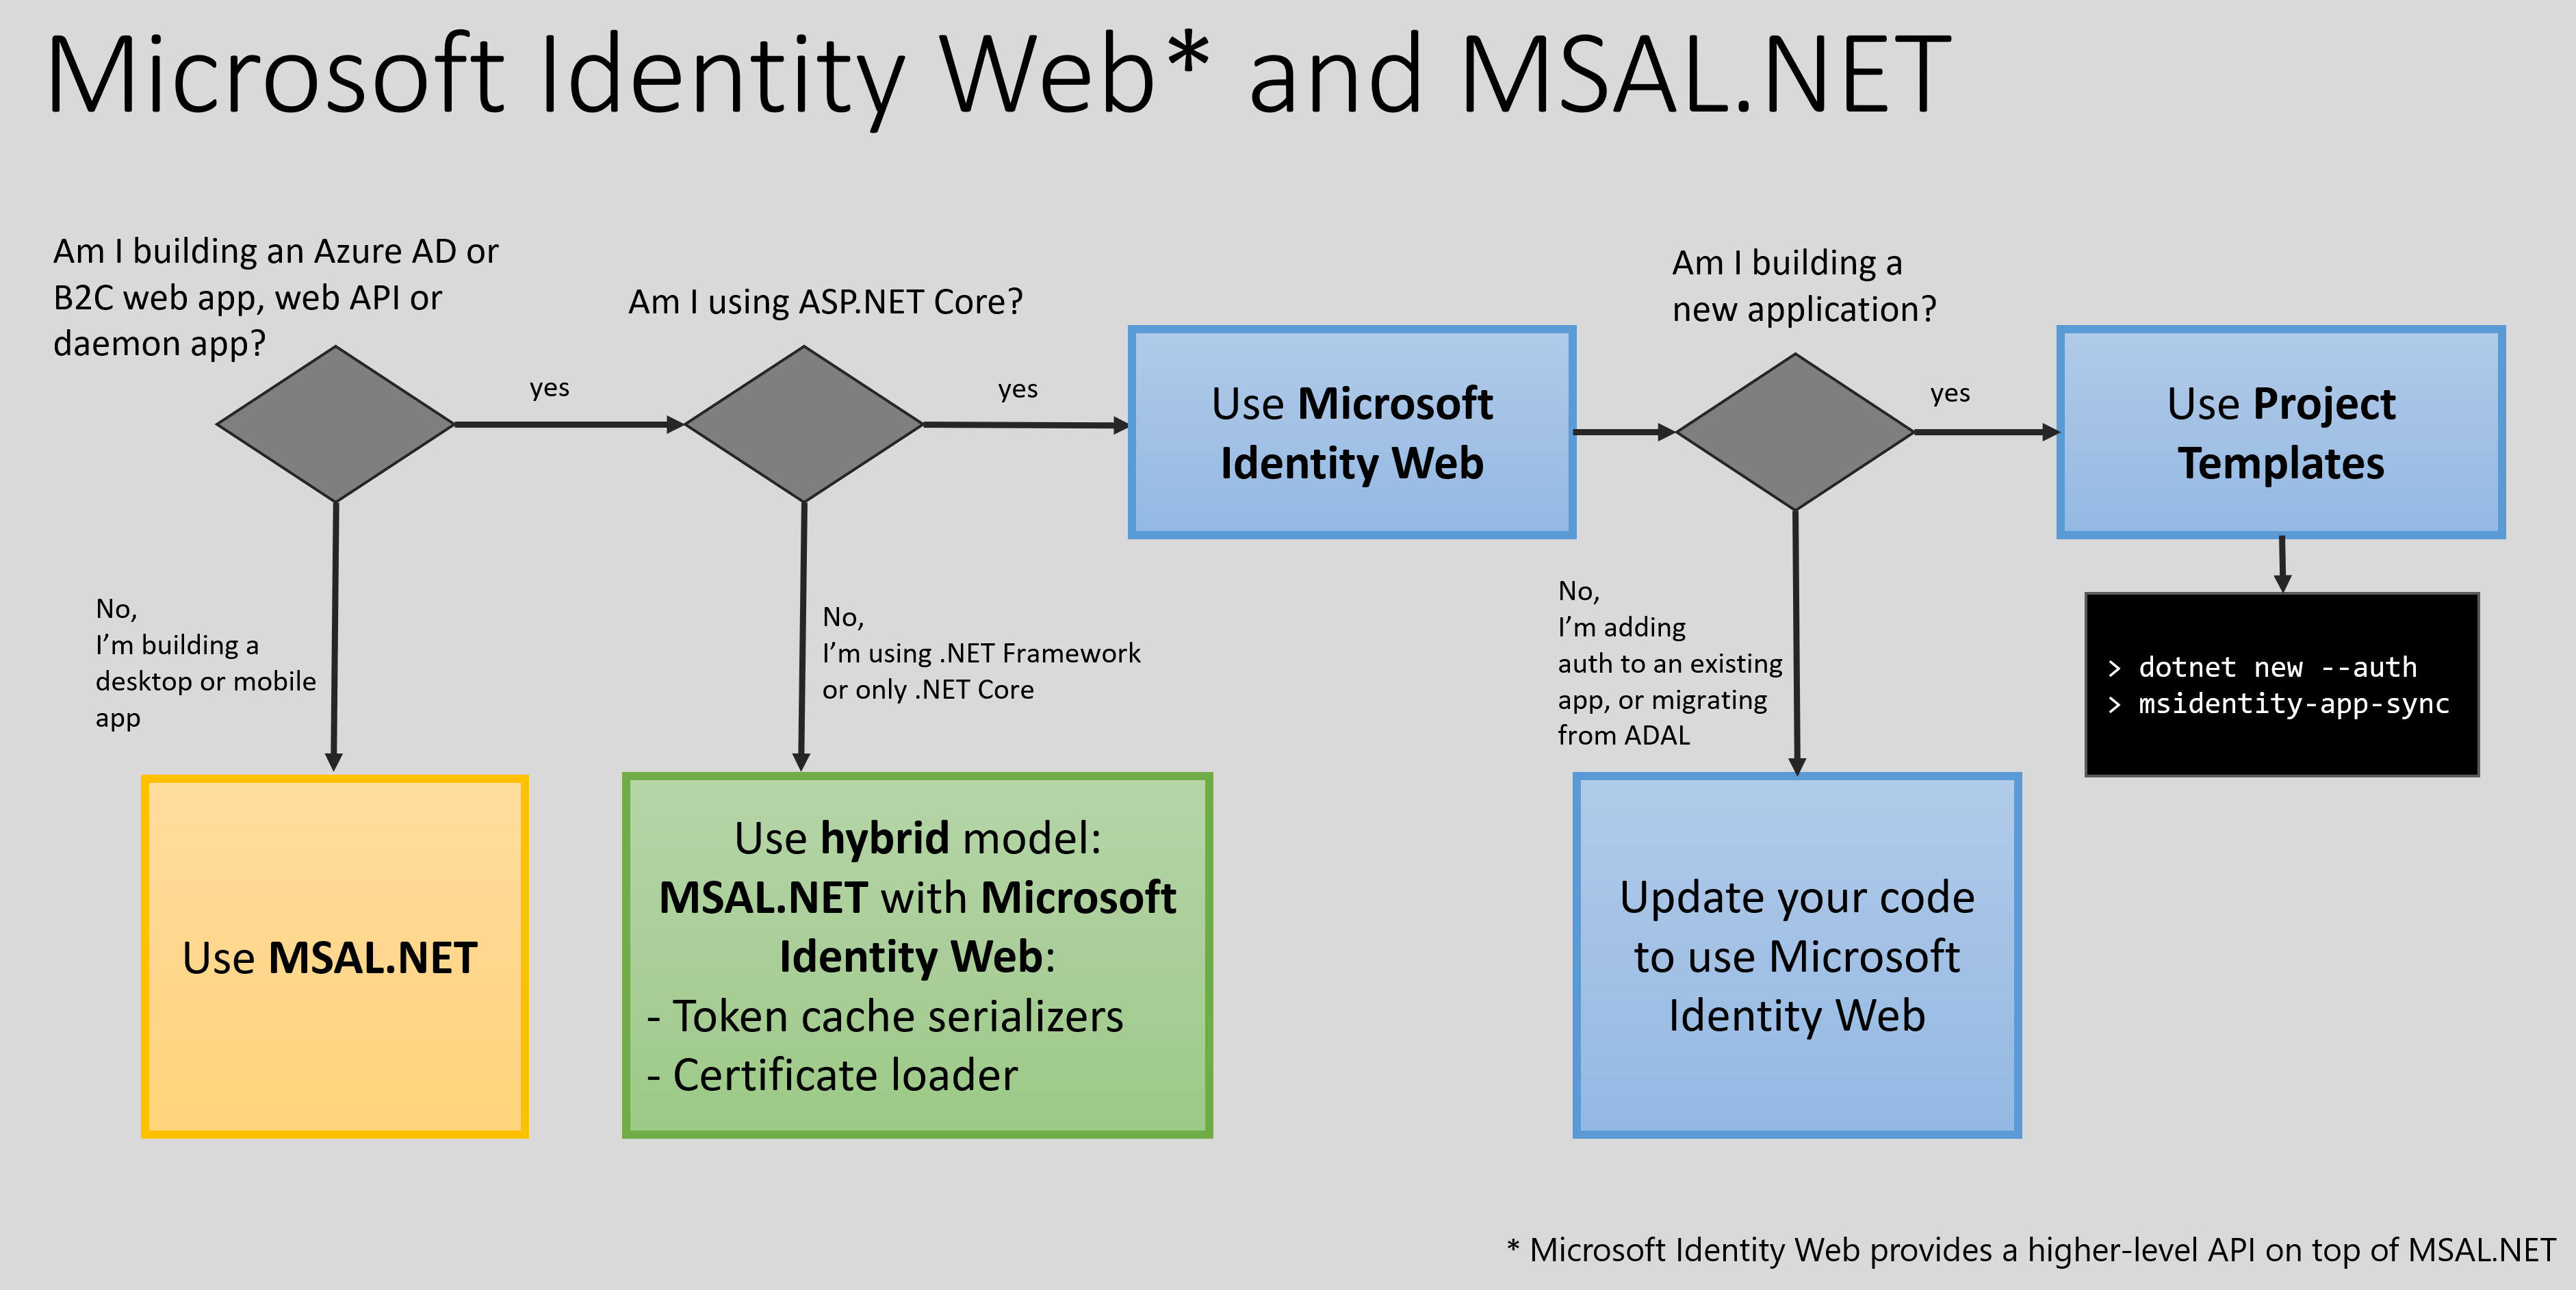 Microsoft Identity Web* and MSAL.NET
Am I building an Azure AD or
B2C web app, web API or
daemon app?
yes
Am I using ASP.NET Core?
yes
Use Microsoft
Identity Web
Am I building a
new application?
yes
Use Project
Templates
No,
I’m building a
desktop or mobile
app
No,
I’m using .NET Framework
or only .NET Core
No,
I’m adding
auth to an existing
app, or migrating
from ADAL
> dotnet new --auth
> msidentity-app-sync
Use MSAL.NET
Use hybrid model:
MSAL.NET with Microsoft
Identity Web:
- Token cache serializers
- Certificate loader
Update your code
to use Microsoft
Identity Web
* Microsoft Identity Web provides a higher-level API on top of MSAL.NET